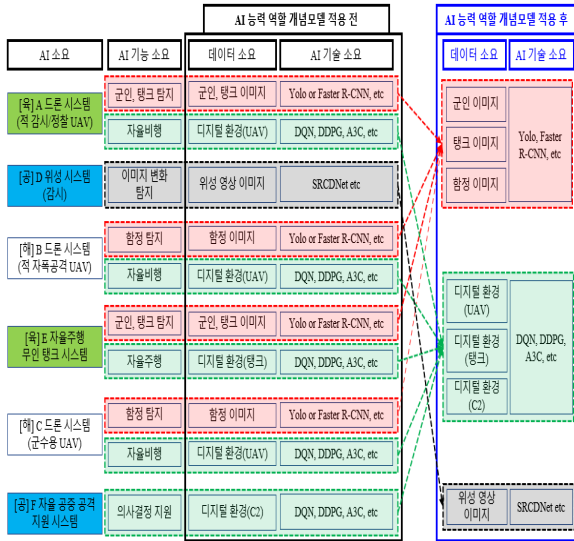 AI 능력 역할 개념모델 적용 전
AI 능력 역할 개념모델 적용 후
AI 소요
AI 기능 소요
데이터 소요
AI 기술 소요
데이터 소요
AI 기술 소요
[육] A 드론 시스템
(적 감시/정찰 UAV)
군인, 탱크 탐지
군인, 탱크 이미지
Yolo or Faster R-CNN, etc
자율비행
디지털 환경(UAV)
DQN, DDPG, A3C, etc
[공] D 위성 시스템
(감시)
이미지 변화
탐지
위성 영상 이미지
SRCDNet etc
[해] B 드론 시스템
(적 자폭공격 UAV)
함정 탐지
함정 이미지
Yolo or Faster R-CNN, etc
자율비행
디지털 환경(UAV)
DQN, DDPG, A3C, etc
[육] E 자율주행
무인 탱크 시스템
군인, 탱크 탐지
군인, 탱크 이미지
Yolo or Faster R-CNN, etc
자율주행
디지털 환경(탱크)
DQN, DDPG, A3C, etc
[해] C 드론 시스템
(군수용 UAV)
함정 탐지
함정 이미지
Yolo or Faster R-CNN, etc
자율비행
디지털 환경(UAV)
DQN, DDPG, A3C, etc
[공] F 자율 공중 공격
지원 시스템
의사결정 지원
디지털 환경(C2)
DQN, DDPG, A3C, etc
군인 이미지
탱크 이미지
함정 이미지
Yolo, Faster
R-CNN, etc
디지털 환경
(UAV)
디지털 환경
(탱크)
디지털 환경
(C2)
DQN, DDPG,
A3C, etc
위성 영상
이미지
SRCDNet etc